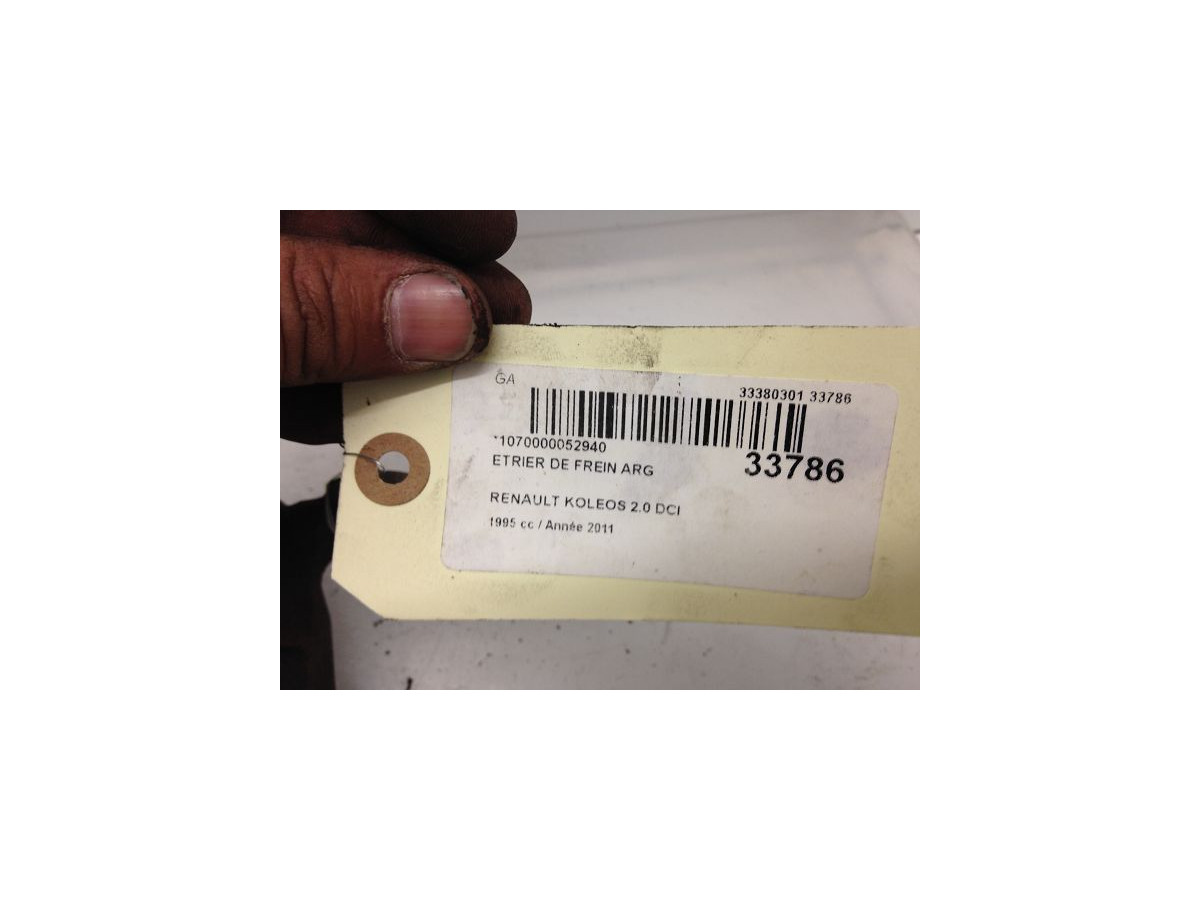 GA
33380301 33786
*1070000052940
33786
ETRIER DE FREIN ARG
RENAULT KOLEOS 2.0 DCI
1995 cc / Année 2011